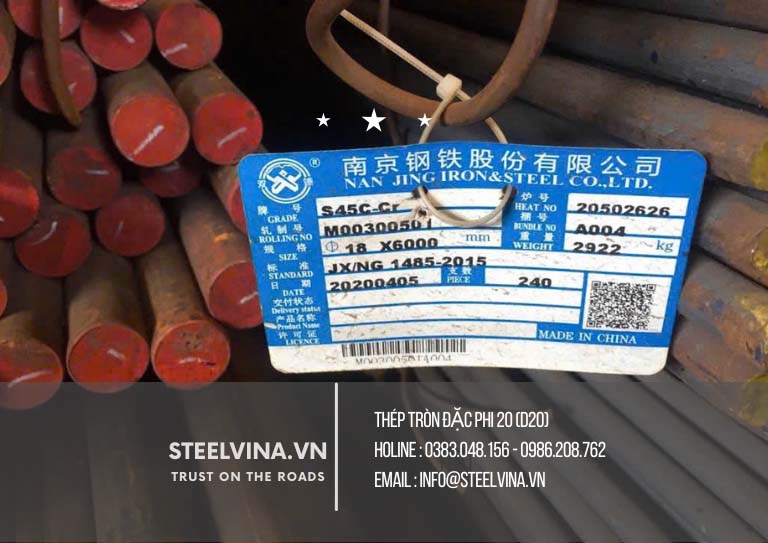 南京钢铁股份有限公司
NAN JING IRON&STEEL CO.,LTD.
双 ®
牌 号 S45C-Cr 炉号 20502626
GRADE HEAT NO
轧制号 M00300501 捆号 A004
ROLLING NO BUNDLE NO
规 格 Φ 18 X6000 mm 重量 2922 kg
SIZE WEIGHT
标 准 JX/NG 1485-2015
STANDARD
日 期 20200405 支数 240
DATE PIECE
交付状态
Delivery status
产品名称
Product Name
许可证
LICENCE
MADE IN CHINA
STEELVINA.VN
TRUST ON THE ROADS
THÉP TRÒN ĐẶC PHI 20 (D20)
HOLINE : 0383.048.156 - 0986.208.762
EMAIL : INFO@STEELVINA.VN